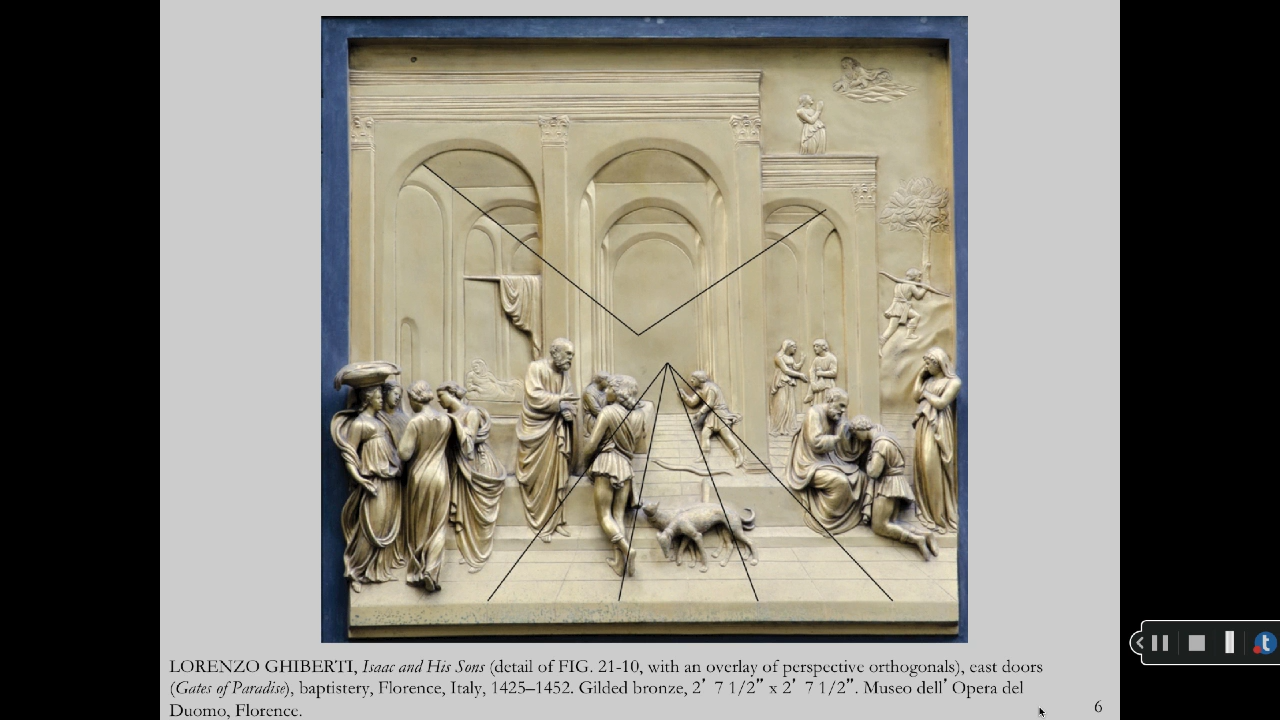 LORENZO GHIBERTI, Isaac and His Sons (detail of FIG. 21-10, with an overlay of perspective orthogonals), east doors
(Gates of Paradise), baptistery, Florence, Italy, 1425–1452. Gilded bronze, 2’ 7 1/2” x 2’ 7 1/2”. Museo dell’Opera del
Duomo, Florence.
6
t